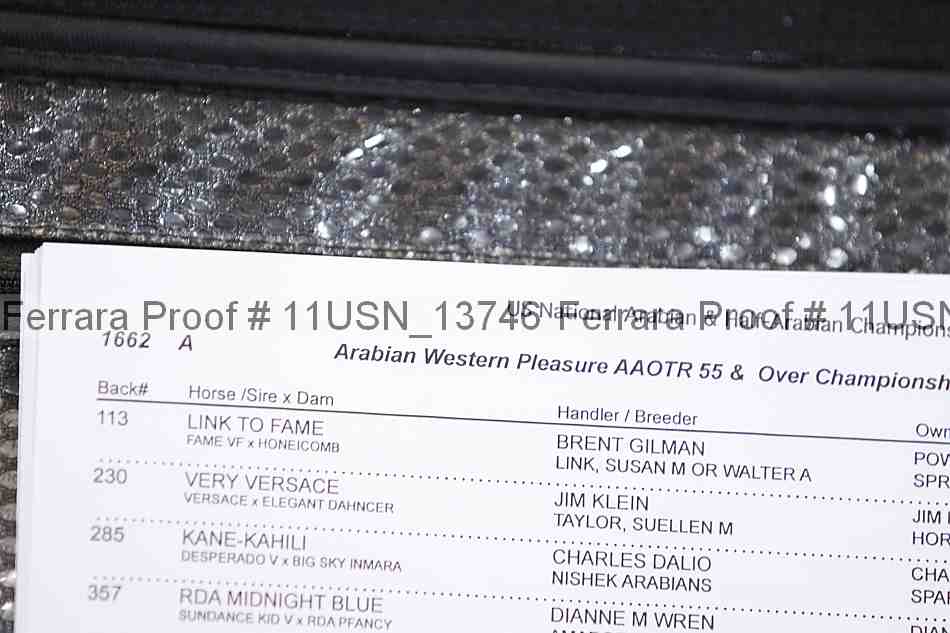 US National Arabian & Half Arabian Champions
Ferrara Proof # 11USN_13746 Ferrara Proof # 11USN
1662 A
Arabian Western Pleasure AAOTR 55 & Over Championsh
Back# Horse /Sire x Dam Handler / Breeder Own
113 LINK TO FAME BRENT GILMAN POW
FAME VF x HONEICOMB LINK, SUSAN M OR WALTER A SPR
230 VERY VERSACE JIM KLEIN JIM
VERSACE x ELEGANT DAHNCER TAYLOR, SUELLEN M HOR
285 KANE-KAHILI CHARLES DALIO CHA
DESPERADO V x BIG SKY INMARA NISHEK ARABIANS SPA
357 RDA MIDNIGHT BLUE DIANNE M WREN DIAN
SUNDANCE KID V x RDA PFANCY